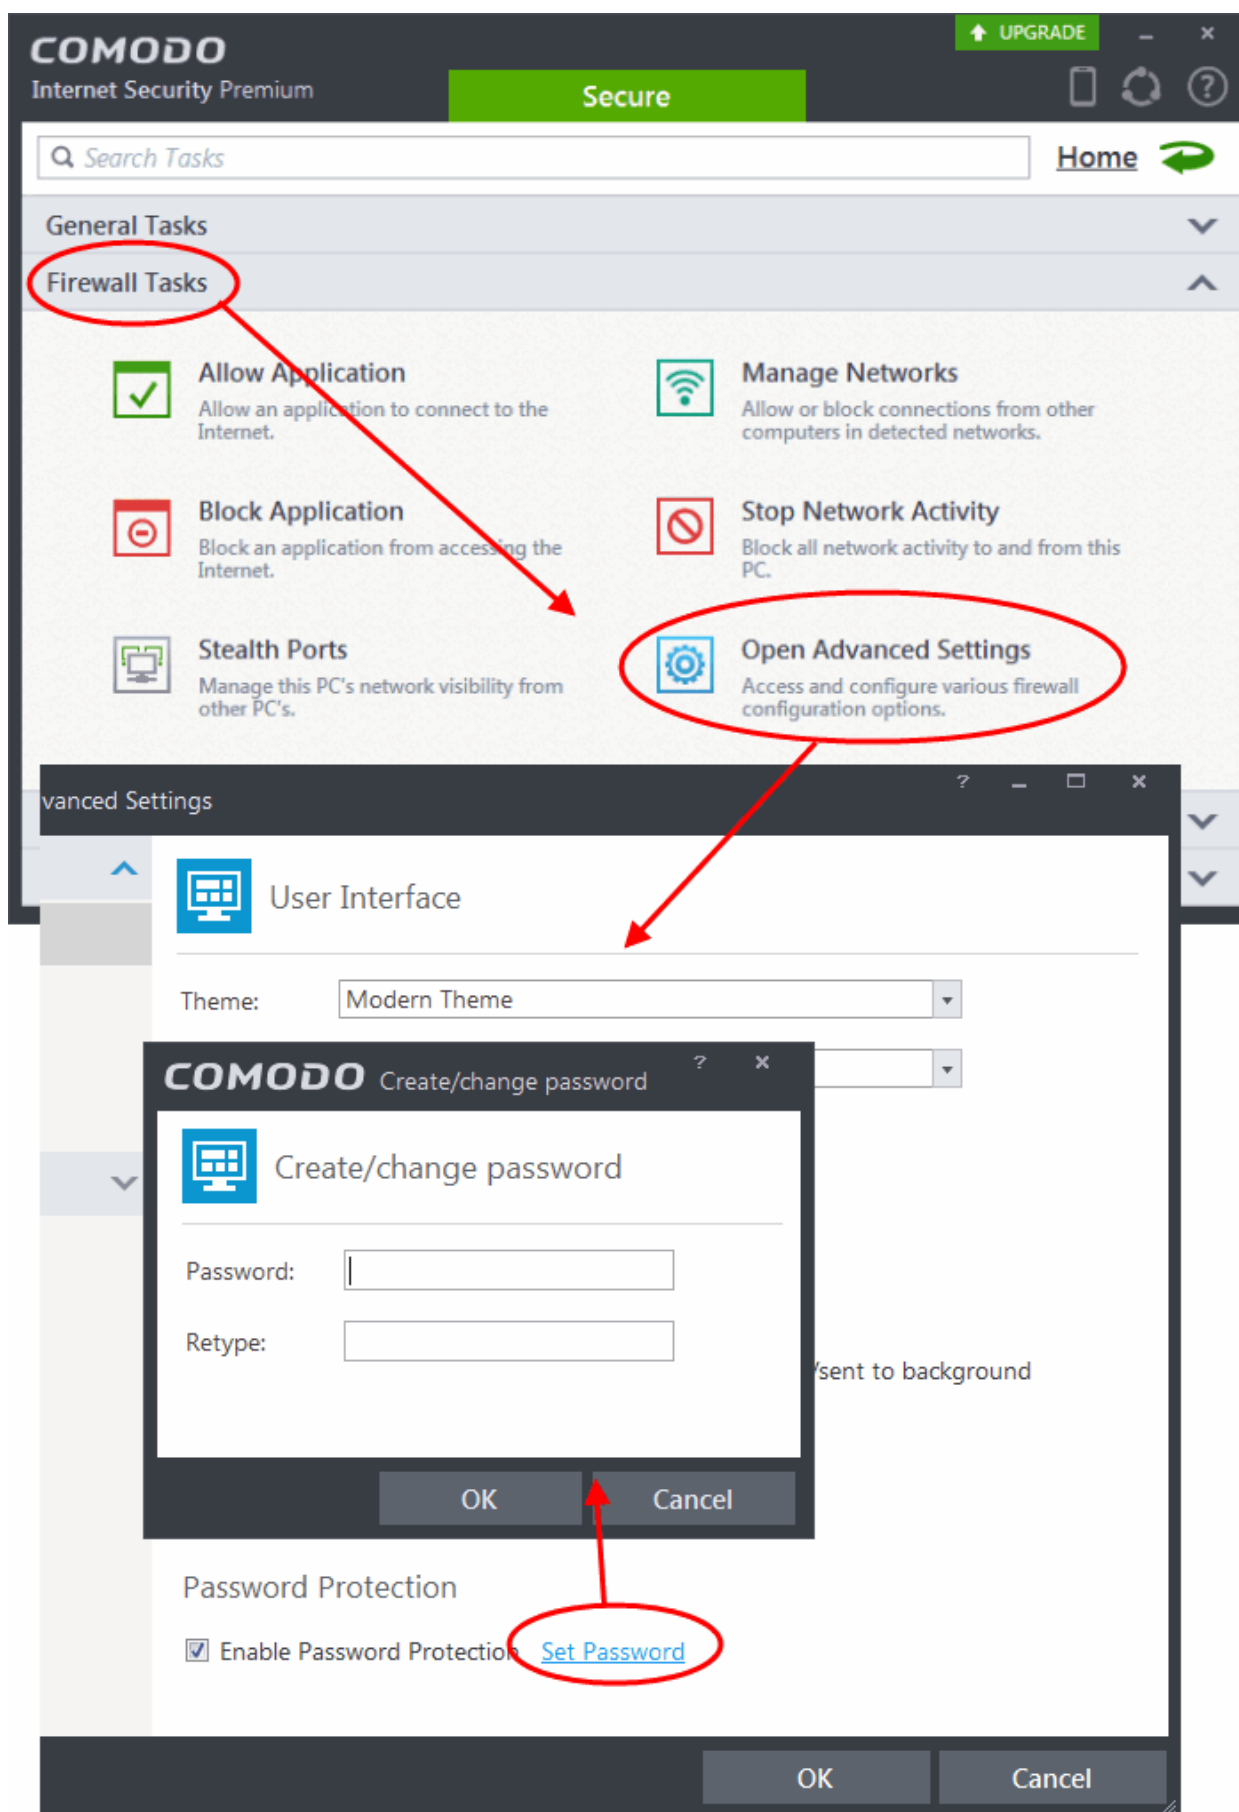 COMODO
Internet Security Premium
UPGRADE
Secure
Search Tasks
Home
General Tasks
Firewall Tasks
Allow Application
Allow an application to connect to the
Internet.
Manage Networks
Allow or block connections from other
computers in detected networks.
Block Application
Block an application from accessing the
Internet.
Stop Network Activity
Block all network activity to and from this
PC.
Stealth Ports
Manage this PC's network visibility from
other PC's.
Open Advanced Settings
Access and configure various firewall
configuration options.
vanced Settings
User Interface
Theme: Modern Theme
COMODO Create/change password
Create/change password
Password:
Retype:
/sent to background
OK Cancel
Password Protection
Enable Password Protection Set Password
OK Cancel